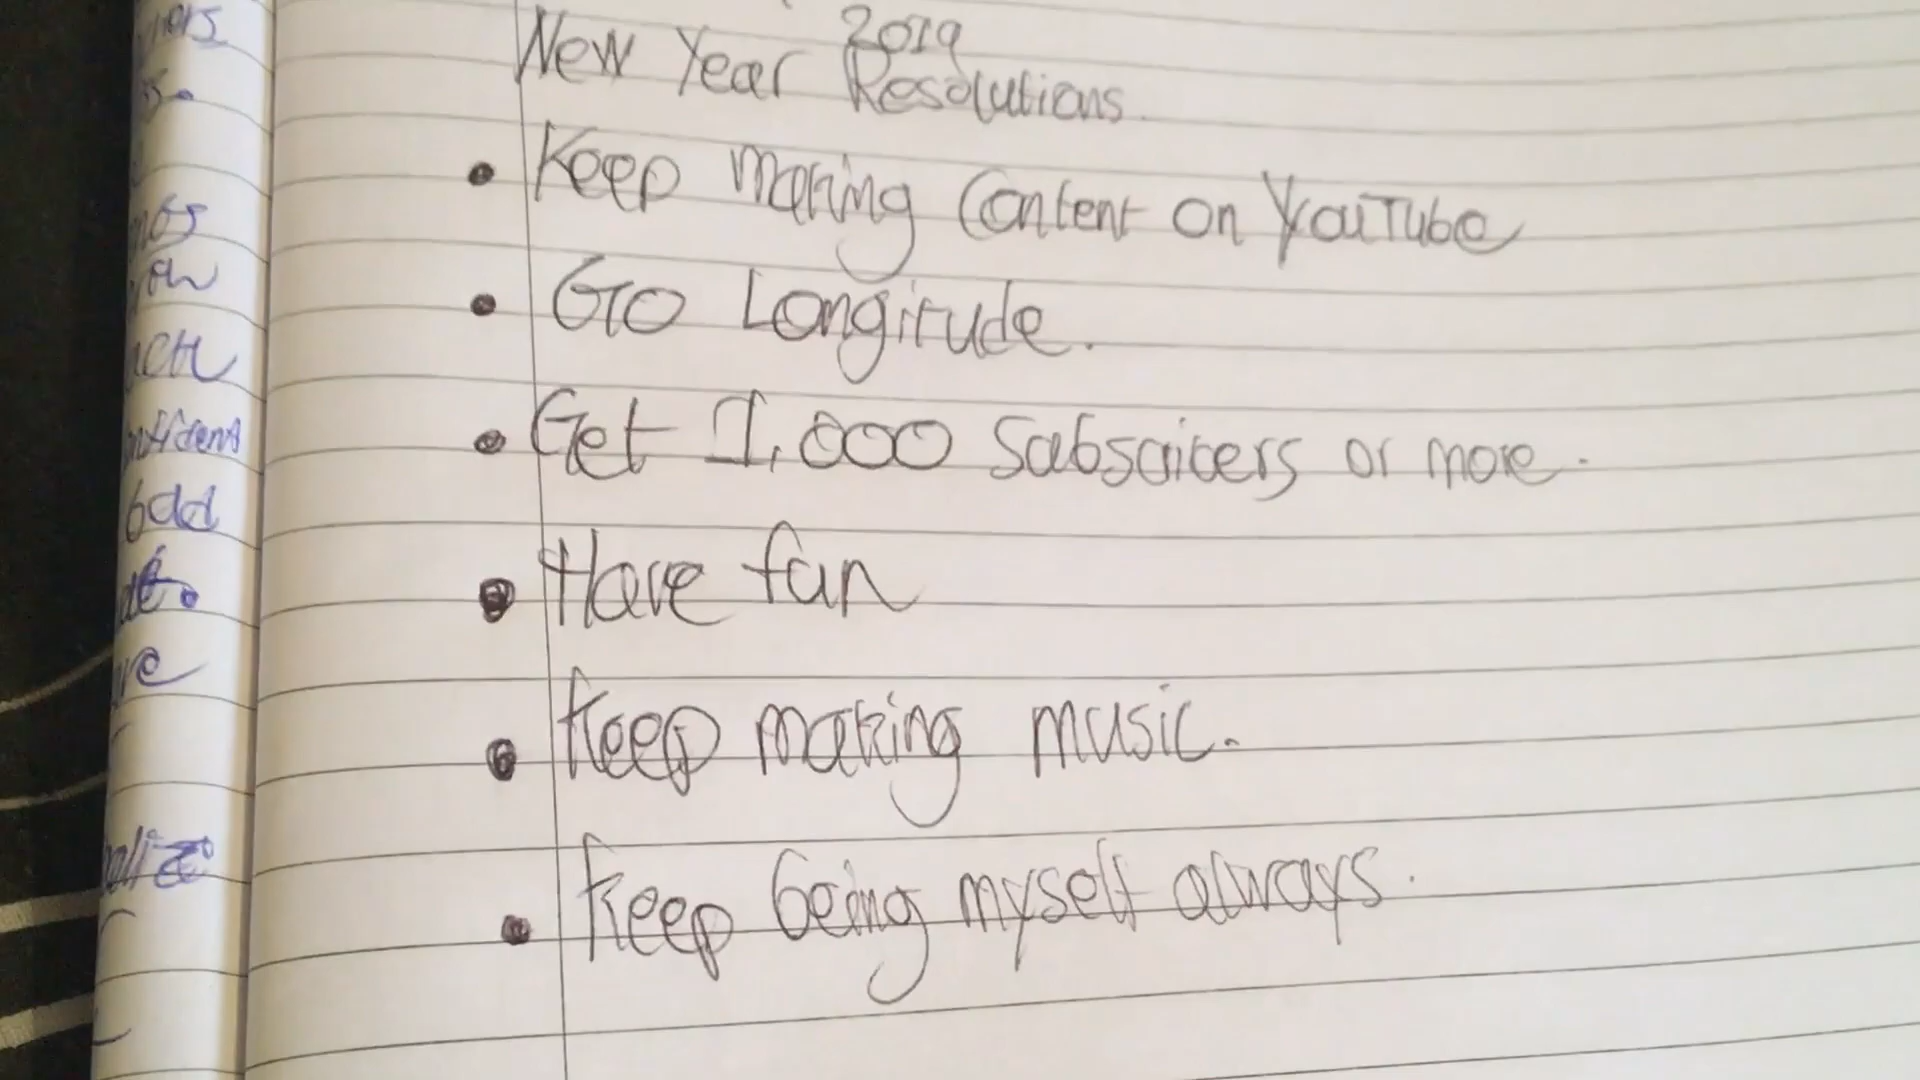 2019
New Year Resolutions.
• Keep making Content on YouTube
• Go Longitude.
• Get 1,000 Subscribers or more.
• Have fun
• Keep making music.
• Keep being myself always.